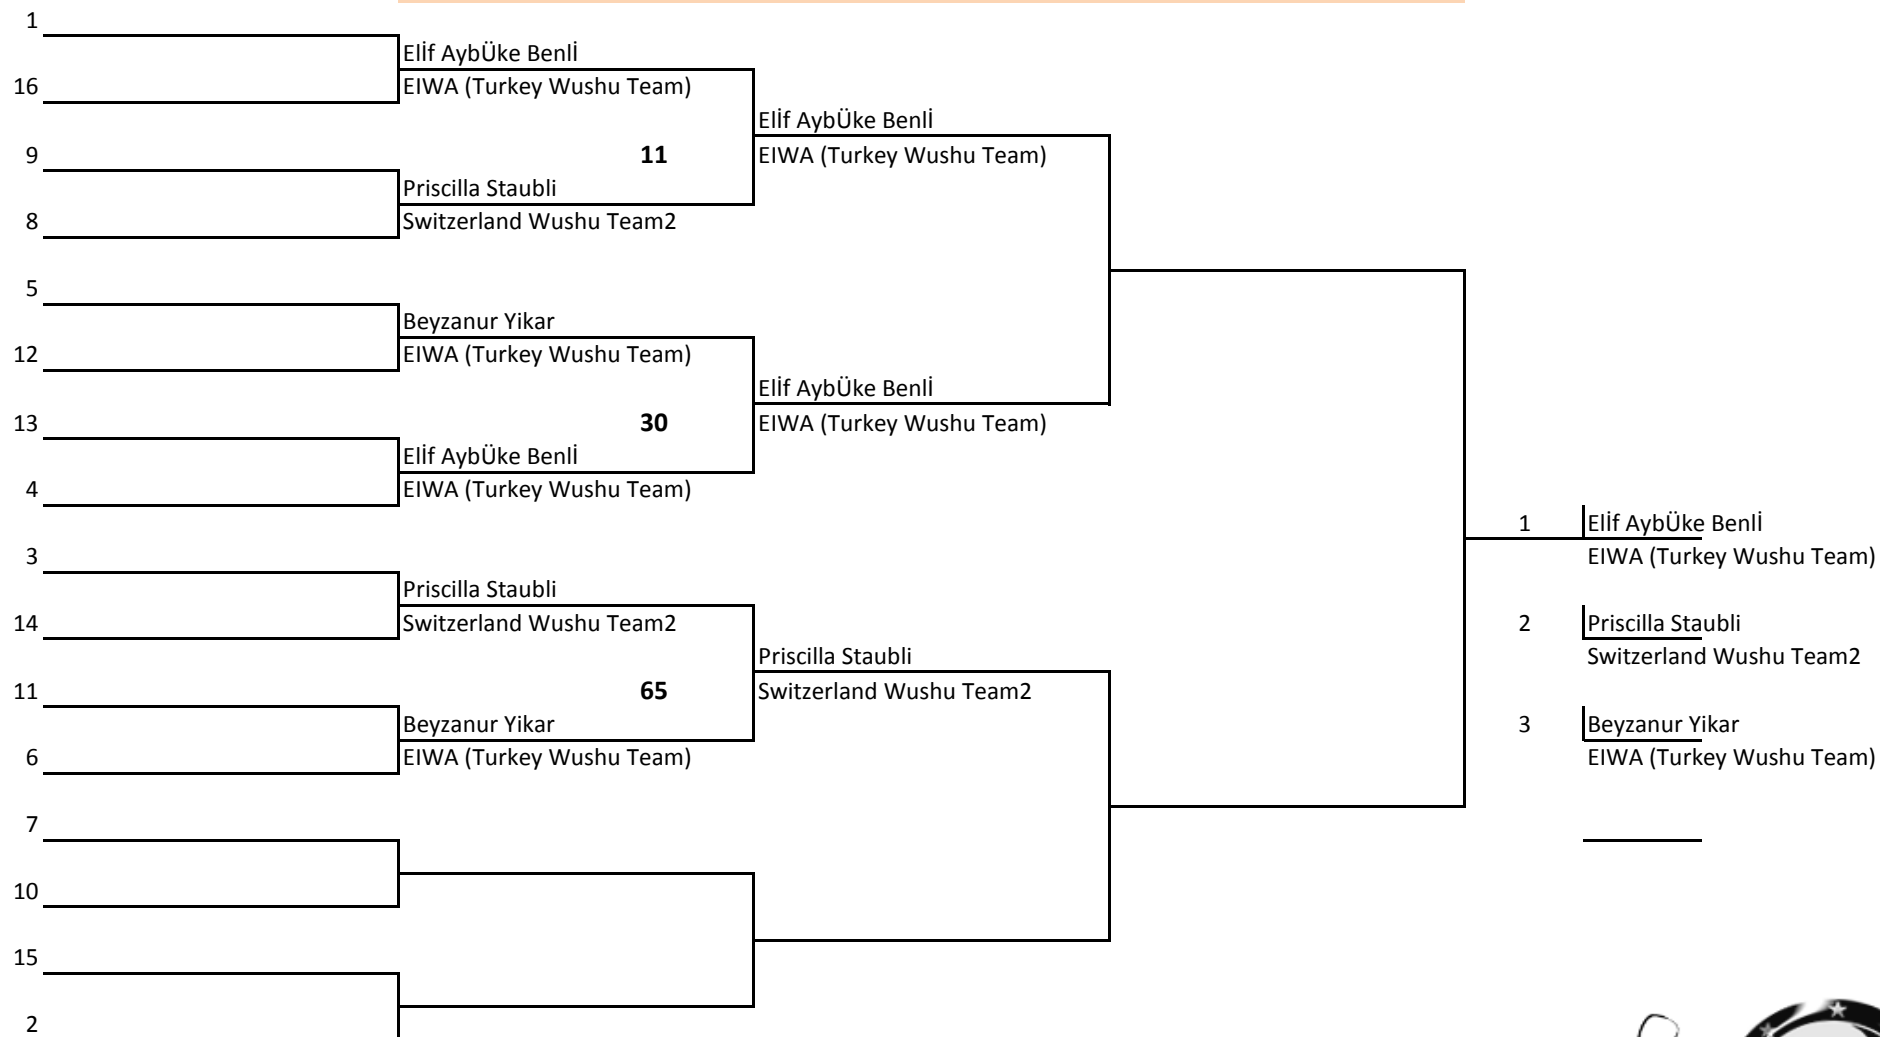 1
Elİf AybÜke Benlİ
16
EIWA (Turkey Wushu Team)
Elİf AybÜke Benlİ
9
11
EIWA (Turkey Wushu Team)
Priscilla Staubli
8
Switzerland Wushu Team2
5
Beyzanur Yikar
12
EIWA (Turkey Wushu Team)
Elİf AybÜke Benlİ
13
30
EIWA (Turkey Wushu Team)
Elİf AybÜke Benlİ
4
EIWA (Turkey Wushu Team)
1
Elİf AybÜke Benlİ
3
EIWA (Turkey Wushu Team)
Priscilla Staubli
14
Switzerland Wushu Team2
2
Priscilla Staubli
Priscilla Staubli
Switzerland Wushu Team2
11
65
Switzerland Wushu Team2
Beyzanur Yikar
3
Beyzanur Yikar
6
EIWA (Turkey Wushu Team)
EIWA (Turkey Wushu Team)
7
10
15
2